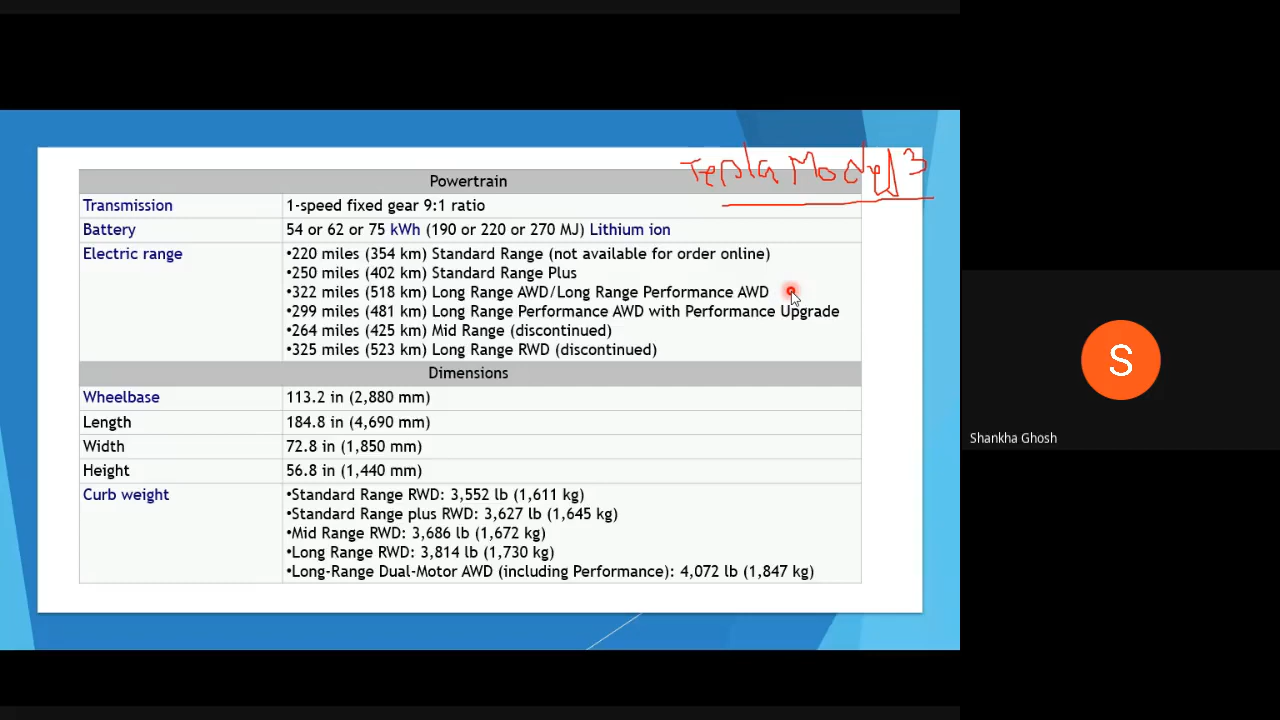 Tesla Model 3
Powertrain
Transmission 1-speed fixed gear 9:1 ratio
Battery 54 or 62 or 75 kWh (190 or 220 or 270 MJ) Lithium ion
Electric range •220 miles (354 km) Standard Range (not available for order online)
•250 miles (402 km) Standard Range Plus
•322 miles (518 km) Long Range AWD/Long Range Performance AWD
•299 miles (481 km) Long Range Performance AWD with Performance Upgrade
•264 miles (425 km) Mid Range (discontinued)
•325 miles (523 km) Long Range RWD (discontinued)
Dimensions
Wheelbase 113.2 in (2,880 mm)
Length 184.8 in (4,690 mm)
Width 72.8 in (1,850 mm)
Height 56.8 in (1,440 mm)
Curb weight •Standard Range RWD: 3,552 lb (1,611 kg)
•Standard Range plus RWD: 3,627 lb (1,645 kg)
•Mid Range RWD: 3,686 lb (1,672 kg)
•Long Range RWD: 3,814 lb (1,730 kg)
•Long-Range Dual-Motor AWD (including Performance): 4,072 lb (1,847 kg)
S
Shankha Ghosh